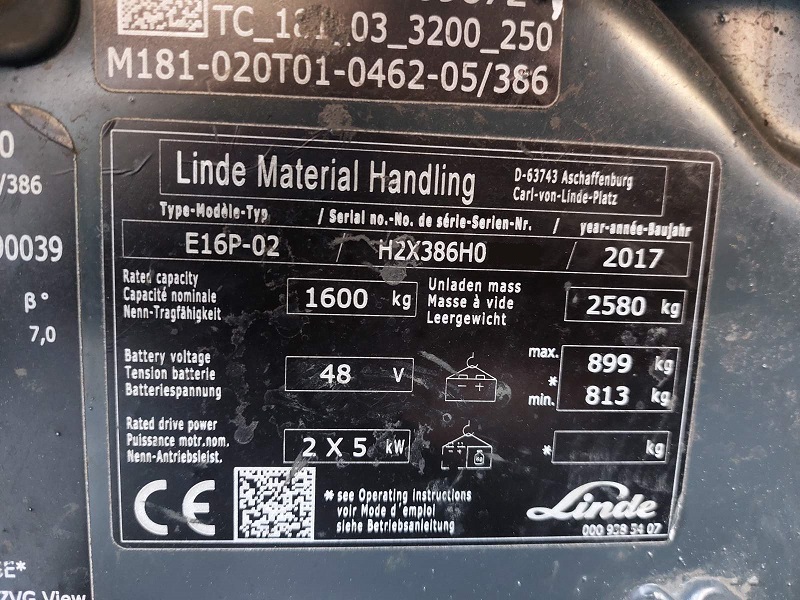 03_3200_250
M181-020T01-0462-05/386
0
/386
00039
β°
7,0
Linde Material Handling
D-63743 Aschaffenburg
Carl-von-Linde-Platz
Type-Modèle-Typ / Serial no.-No. de série-Serien-Nr. / year-année-Baujahr
E16P-02 / H2X386H0 / 2017
Rated capacity
Capacité nominale
Nenn-Tragfähigkeit
1600 kg
Unladen mass
Masse à vide
Leergewicht
2580 kg
Battery voltage
Tension batterie
Batteriespannung
48 V
- +
max. 899 kg
*
min. 813 kg
Rated drive power
Puissance motr.nom.
Nenn-Antriebsleist.
2 X 5 kW
* kg
CE
* see Operating instructions
voir Mode d'emploi
siehe Betriebsanleitung
Linde
000 938 54 07
E*
ZVG View